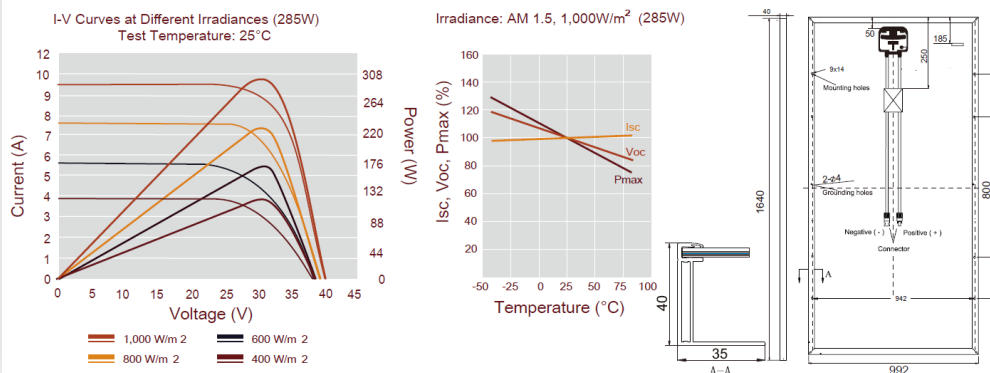 I-V Curves at Different Irradiances (285W)
Test Temperature: 25°C
12
11
10
9
8
7
6
5
4
3
2
1
0
Current (A)
308
264
220
176
132
88
44
0
Power (W)
0 5 10 15 20 25 30 35 40 45
Voltage (V)
1,000 W/m 2
600 W/m 2
800 W/m 2
400 W/m 2
Irradiance: AM 1.5, 1,000W/m² (285W)
160
140
120
100
80
60
40
20
Isc, Voc, Pmax (%)
Isc
Voc
Pmax
-50 -25 0 5 50 75 100
Temperature (°C)
40
35
A-A
40
1640
50
250
185
9x14
Mounting holes
2-ø4
Grounding holes
Negative ( - )
Positive ( + )
Connector
A
942
992
800